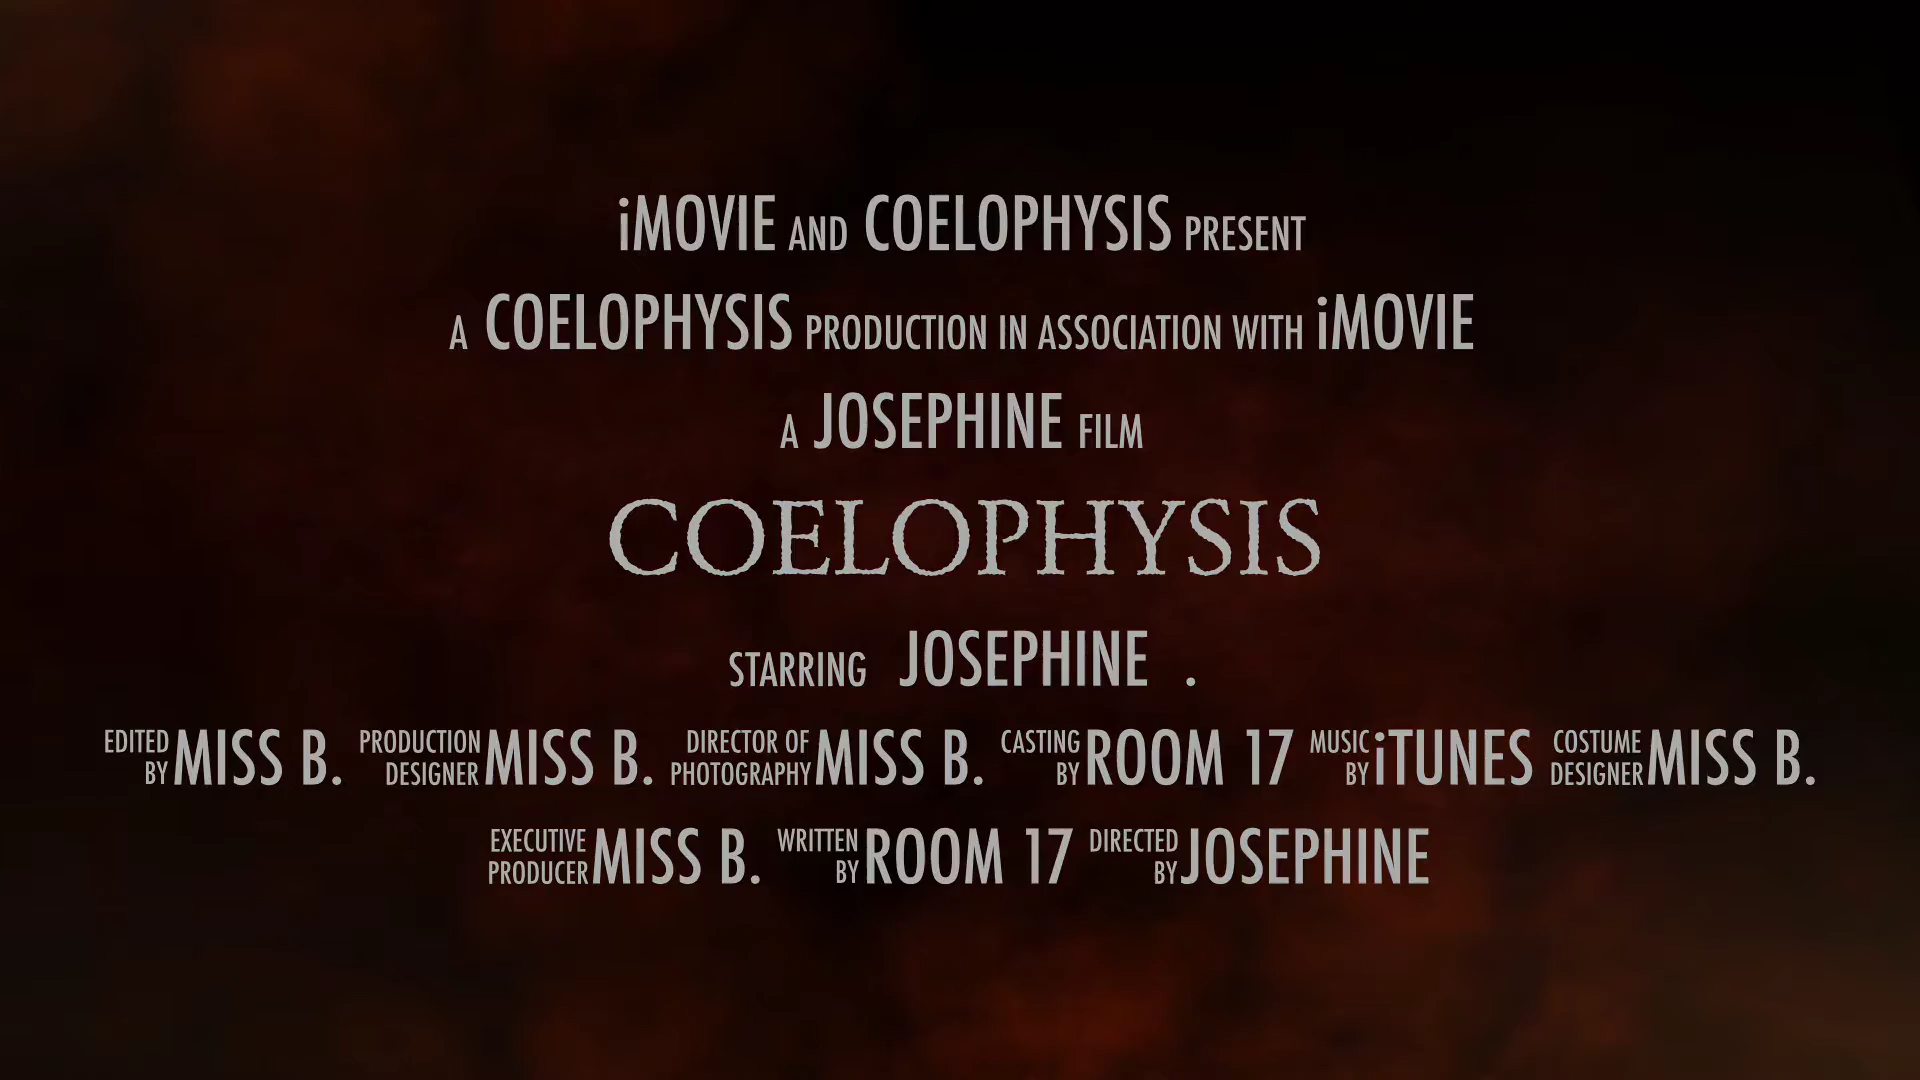 iMOVIE AND COELOPHYSIS PRESENT
A COELOPHYSIS PRODUCTION IN ASSOCIATION WITH iMOVIE
A JOSEPHINE FILM
COELOPHYSIS
STARRING JOSEPHINE .
EDITED BY MISS B. PRODUCTION DESIGNER MISS B. DIRECTOR OF PHOTOGRAPHY MISS B. CASTING BY ROOM 17 MUSIC BY iTUNES COSTUME DESIGNER MISS B.
EXECUTIVE PRODUCER MISS B. WRITTEN BY ROOM 17 DIRECTED BY JOSEPHINE